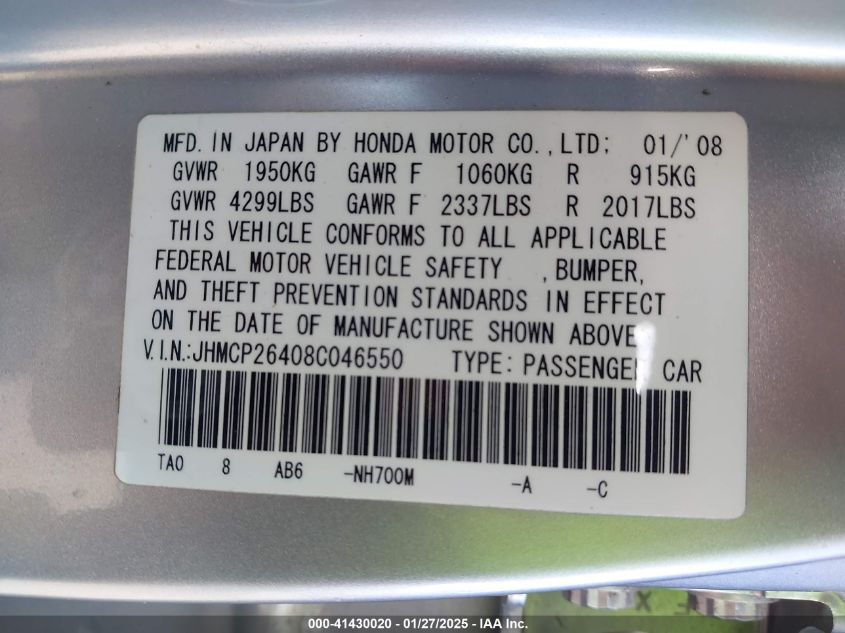 MFD. IN JAPAN BY HONDA MOTOR CO.,LTD; 01/'08
GVWR 1950KG GAWR F 1060KG R 915KG
GVWR 4299LBS GAWR F 2337LBS R 2017LBS
THIS VEHICLE CONFORMS TO ALL APPLICABLE
FEDERAL MOTOR VEHICLE SAFETY ,BUMPER,
AND THEFT PREVENTION STANDARDS IN EFFECT
ON THE DATE OF MANUFACTURE SHOWN ABOVE
V.I.N.:JHMCP26408C046550 TYPE: PASSENGER CAR
TA0 8 AB6 -NH700M -A -C
000-41430020 - 01/27/2025 - IAA Inc.